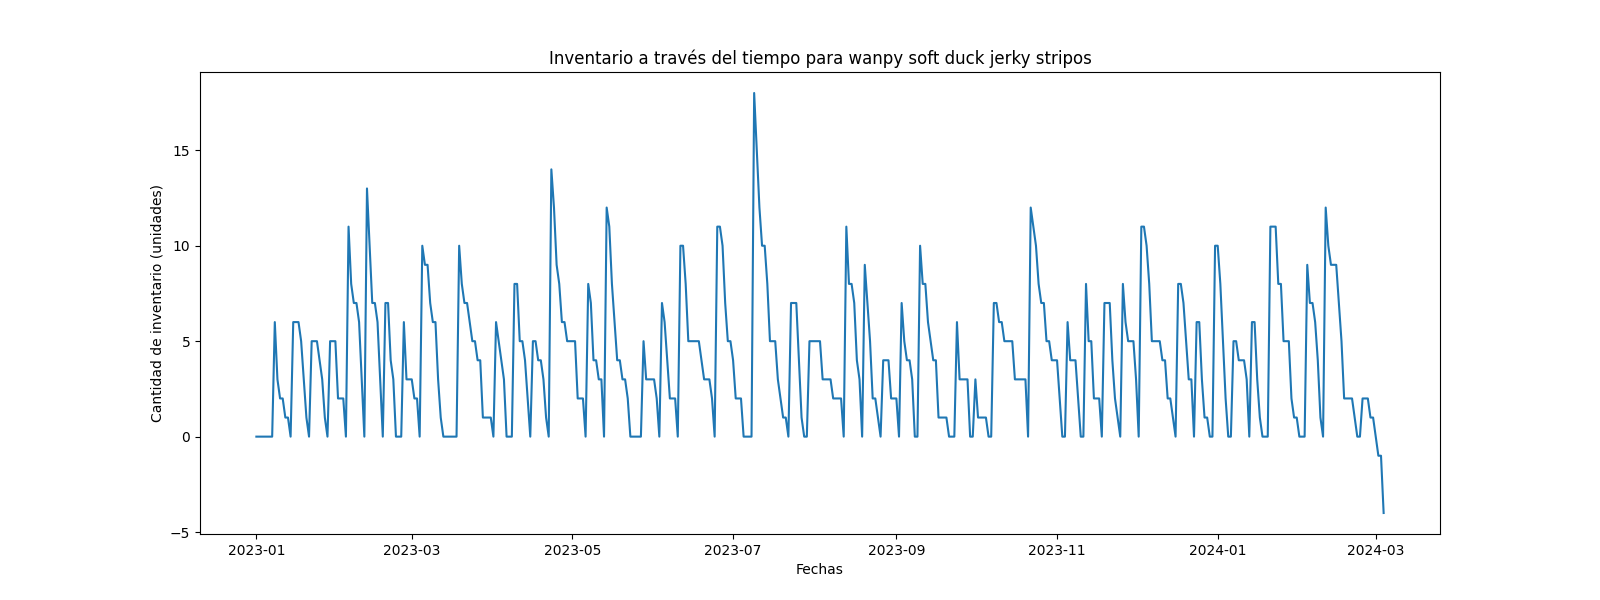 Inventario a través del tiempo para wanpy soft duck jerky stripos
Cantidad de inventario (unidades)
15
10
5
0
−5
2023-01 2023-03 2023-05 2023-07 2023-09 2023-11 2024-01 2024-03
Fechas